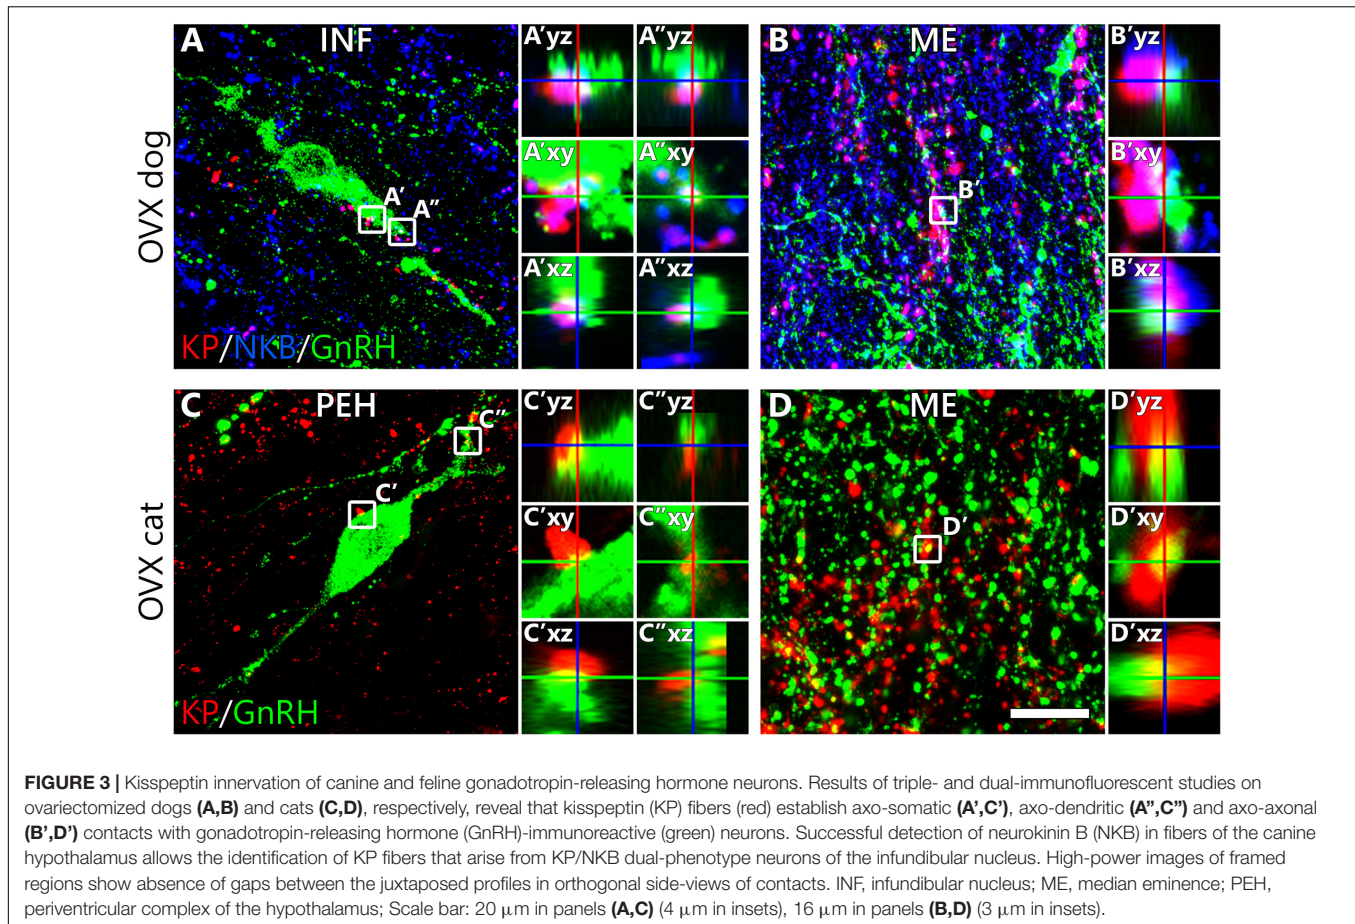 OVX dog
A
INF
A'
A"
KP/NKB/GnRH
A'yz
A"yz
A'xy
A"xy
A'xz
A"xz
B
ME
B'
B'yz
B'xy
B'xz
OVX cat
C
PEH
C"
C'
KP/GnRH
C'yz
C"yz
C'xy
C"xy
C'xz
C"xz
D
ME
D'
D'yz
D'xy
D'xz
FIGURE 3 | Kisspeptin innervation of canine and feline gonadotropin-releasing hormone neurons. Results of triple- and dual-immunofluorescent studies on
ovariectomized dogs (A,B) and cats (C,D), respectively, reveal that kisspeptin (KP) fibers (red) establish axo-somatic (A′,C′), axo-dendritic (A″,C″) and axo-axonal
(B′,D′) contacts with gonadotropin-releasing hormone (GnRH)-immunoreactive (green) neurons. Successful detection of neurokinin B (NKB) in fibers of the canine
hypothalamus allows the identification of KP fibers that arise from KP/NKB dual-phenotype neurons of the infundibular nucleus. High-power images of framed
regions show absence of gaps between the juxtaposed profiles in orthogonal side-views of contacts. INF, infundibular nucleus; ME, median eminence; PEH,
periventricular complex of the hypothalamus; Scale bar: 20 μm in panels (A,C) (4 μm in insets), 16 μm in panels (B,D) (3 μm in insets).